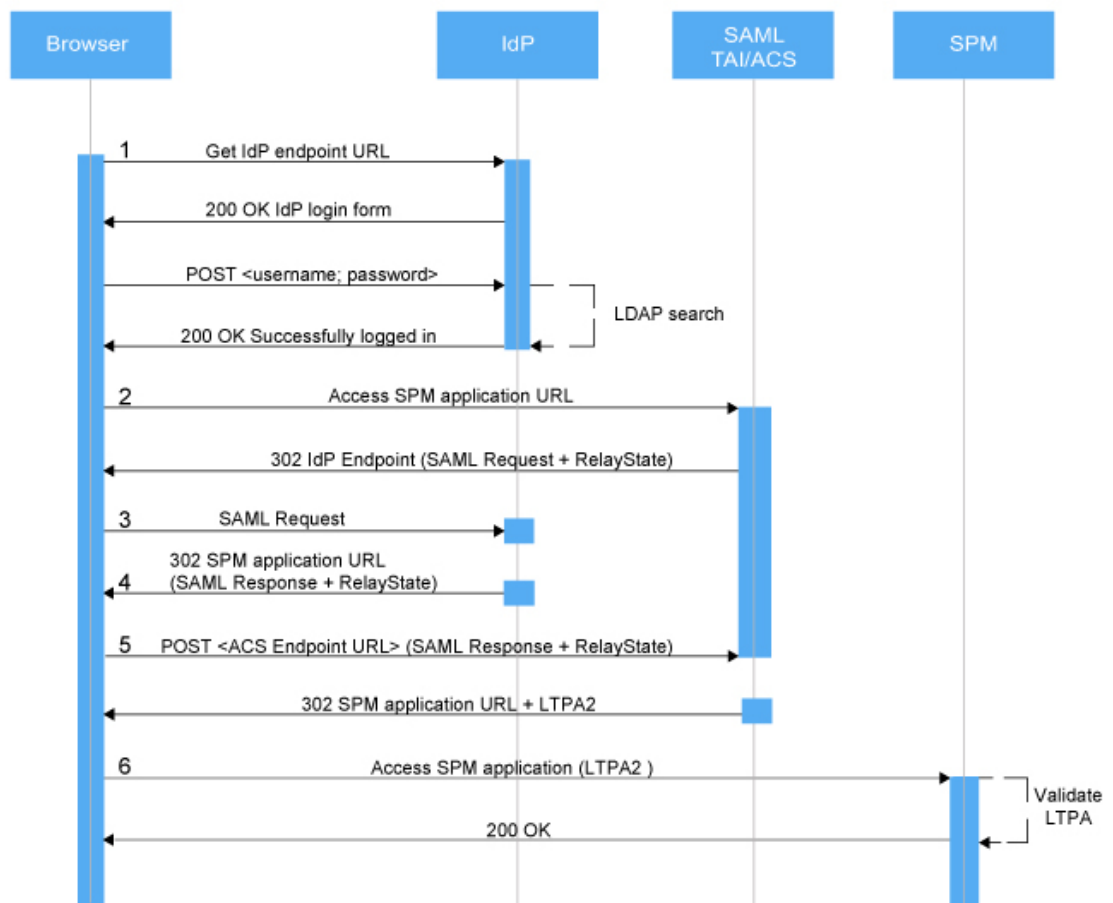 Browser
IdP
SAML
TAI/ACS
SPM
1
Get IdP endpoint URL
200 OK IdP login form
POST <username; password>
LDAP search
200 OK Successfully logged in
2
Access SPM application URL
302 IdP Endpoint (SAML Request + RelayState)
3
SAML Request
302 SPM application URL
4
(SAML Response + RelayState)
5
POST <ACS Endpoint URL> (SAML Response + RelayState)
302 SPM application URL + LTPA2
6
Access SPM application (LTPA2 )
Validate
LTPA
200 OK